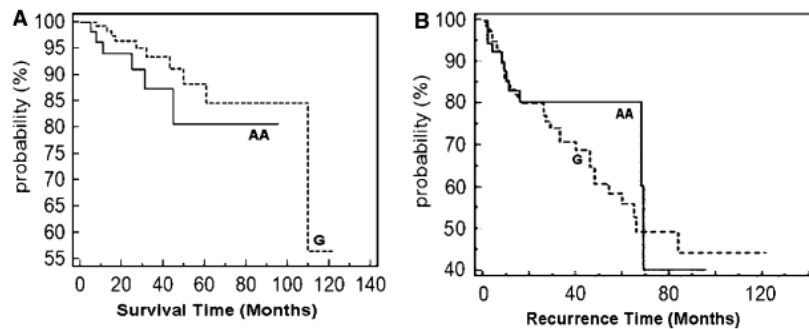 A
probability (%)
100
95
90
85
80
75
70
65
60
55
AA
G
0 20 40 60 80 100 120 140
Survival Time (Months)
B
probability (%)
100
90
80
70
60
50
40
AA
G
0 40 80 120
Recurrence Time (Months)